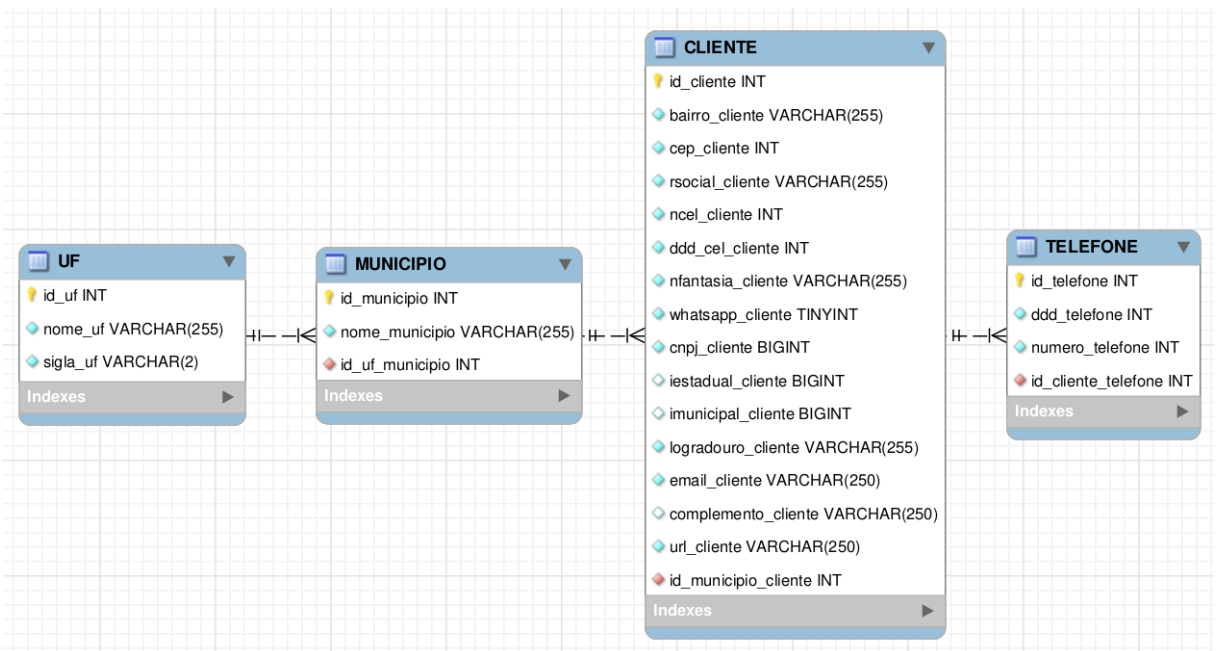 UF
id_uf INT
nome_uf VARCHAR(255)
sigla_uf VARCHAR(2)
Indexes
MUNICIPIO
id_municipio INT
nome_municipio VARCHAR(255)
id_uf_municipio INT
Indexes
CLIENTE
id_cliente INT
bairro_cliente VARCHAR(255)
cep_cliente INT
rsocial_cliente VARCHAR(255)
ncel_cliente INT
ddd_cel_cliente INT
nfantasia_cliente VARCHAR(255)
whatsapp_cliente TINYINT
cnpj_cliente BIGINT
iestadual_cliente BIGINT
imunicipal_cliente BIGINT
logradouro_cliente VARCHAR(255)
email_cliente VARCHAR(250)
complemento_cliente VARCHAR(250)
url_cliente VARCHAR(250)
id_municipio_cliente INT
Indexes
TELEFONE
id_telefone INT
ddd_telefone INT
numero_telefone INT
id_cliente_telefone INT
Indexes